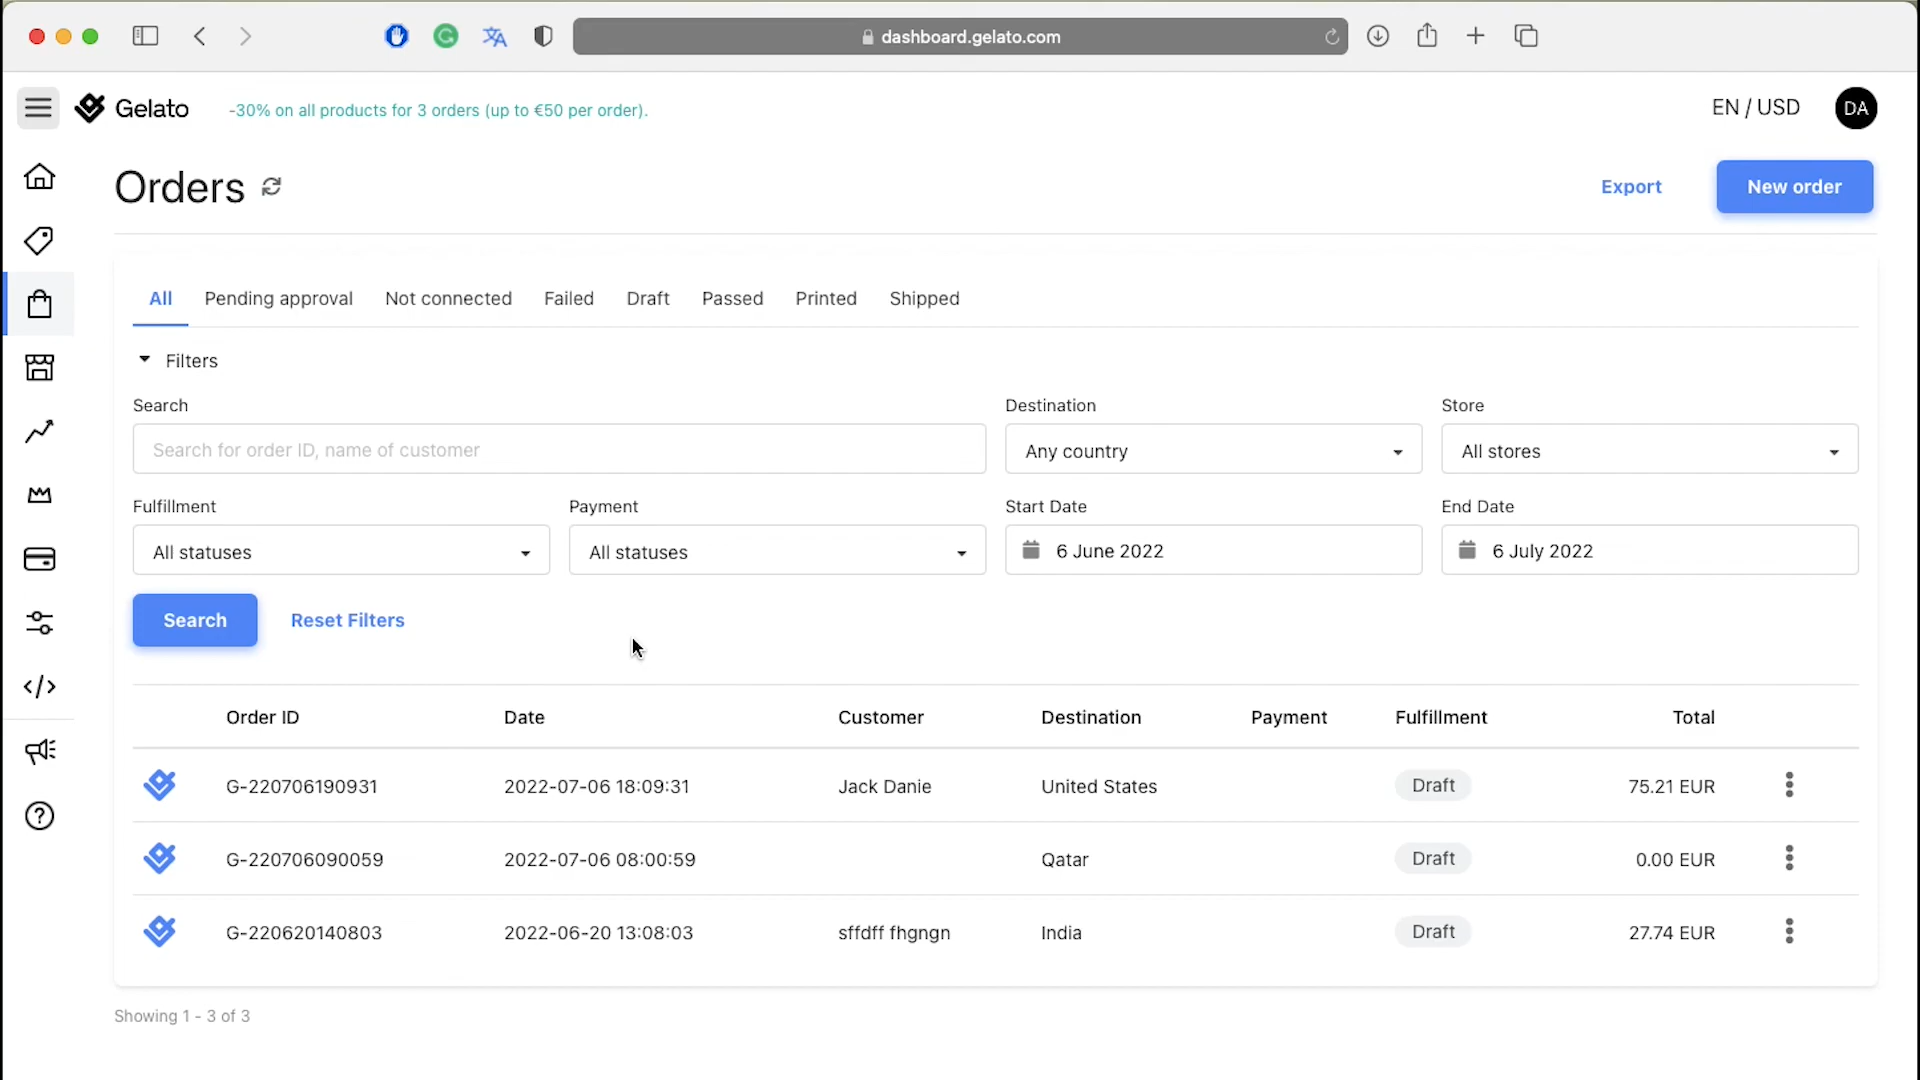 dashboard.gelato.com
Gelato
-30% on all products for 3 orders (up to €50 per order).
EN / USD
DA
Orders
Export
New order
All Pending approval Not connected Failed Draft Passed Printed Shipped
Filters
Search Destination Store
Search for order ID, name of customer Any country All stores
Fulfillment Payment Start Date End Date
All statuses All statuses 6 June 2022 6 July 2022
Search Reset Filters
Order ID Date Customer Destination Payment Fulfillment Total
G-220706190931 2022-07-06 18:09:31 Jack Danie United States Draft 75.21 EUR
G-220706090059 2022-07-06 08:00:59 Qatar Draft 0.00 EUR
G-220620140803 2022-06-20 13:08:03 sffdff fhgngn India Draft 27.74 EUR
Showing 1 - 3 of 3